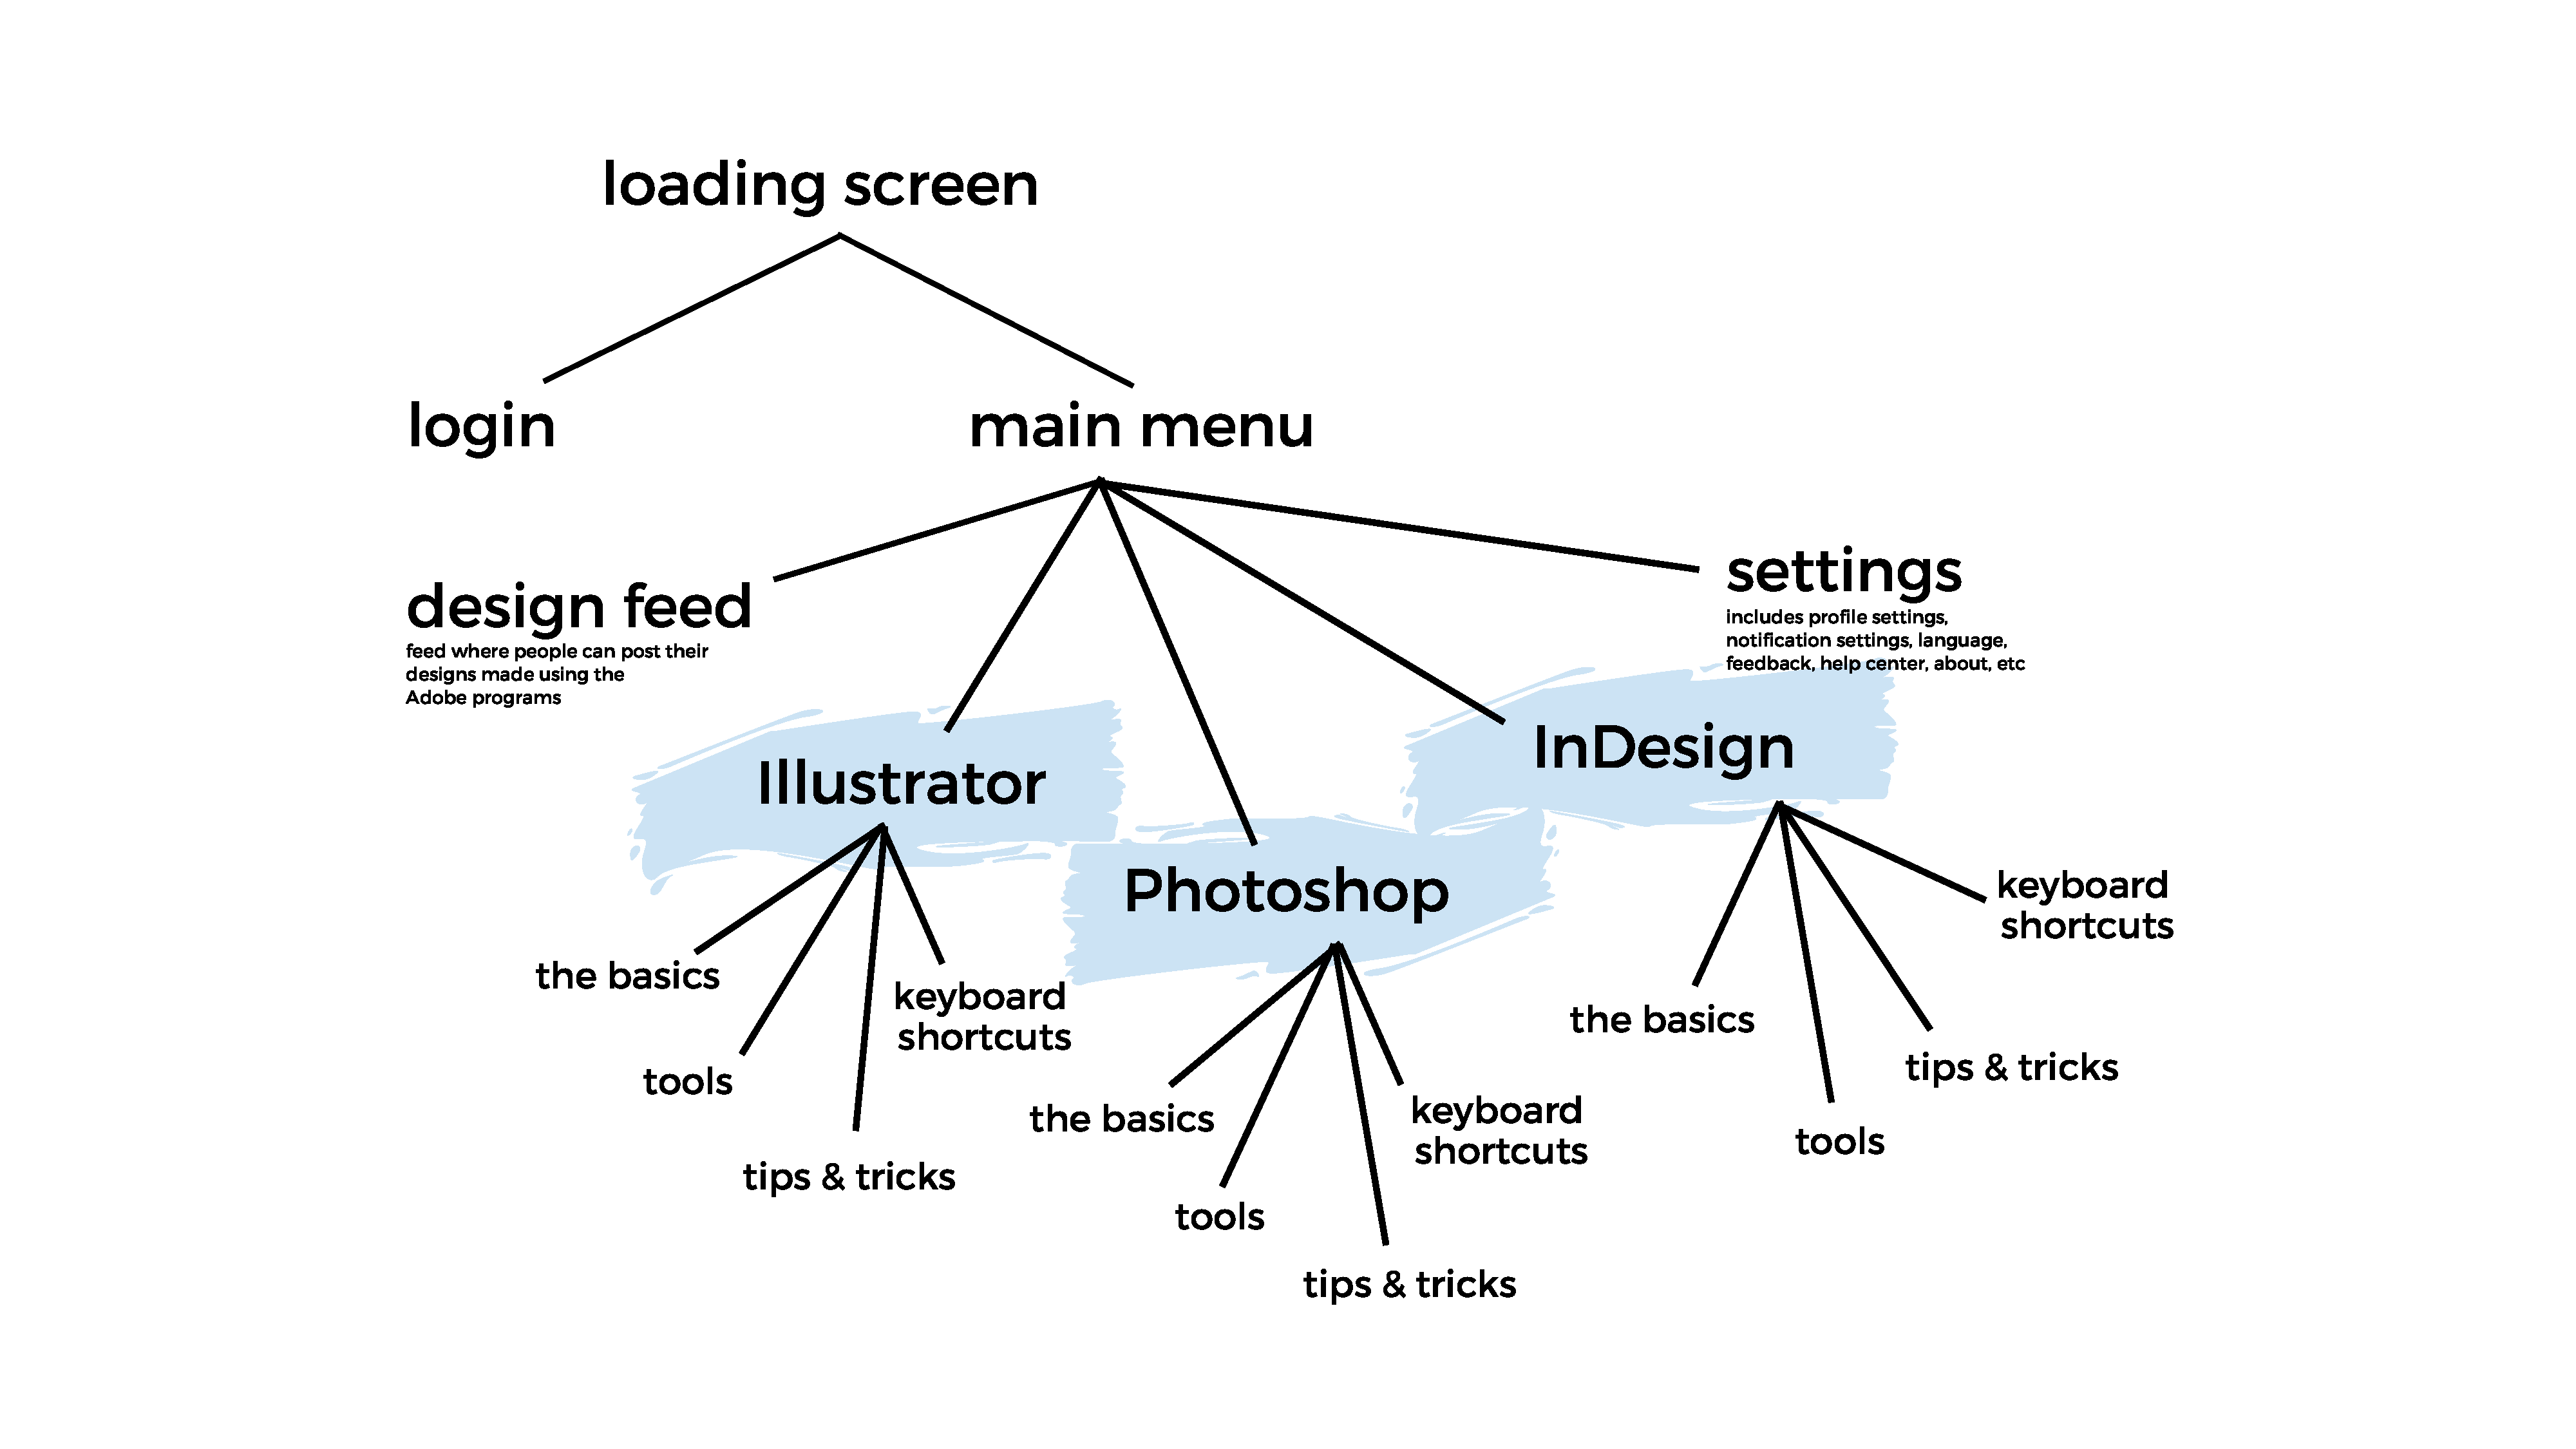 loading screen
login
main menu
design feed
feed where people can post their
designs made using the
Adobe programs
settings
includes profile settings,
notification settings, language,
feedback, help center, about, etc
Illustrator
the basics
tools
tips & tricks
keyboard
shortcuts
Photoshop
the basics
tools
tips & tricks
keyboard
shortcuts
InDesign
the basics
tools
tips & tricks
keyboard
shortcuts